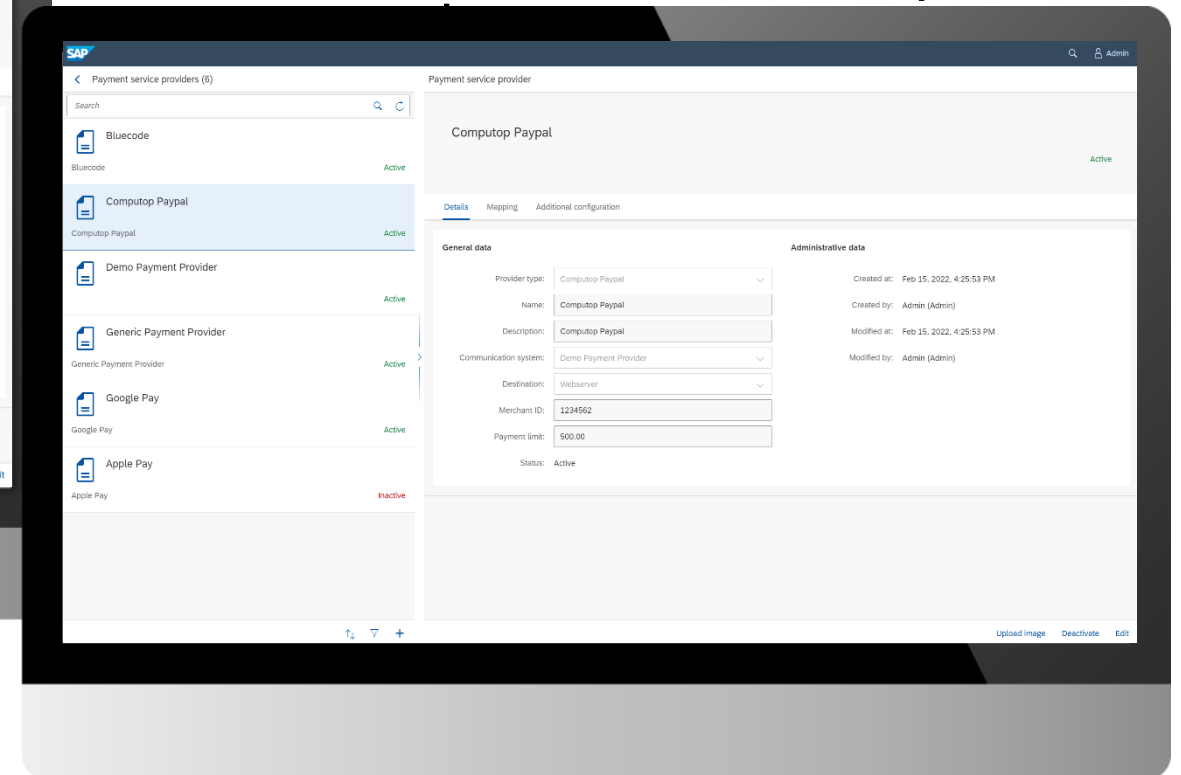 SAP
Admin
Payment service providers (6)
Search
Bluecode
Bluecode Active
Computop Paypal
Computop Paypal Active
Demo Payment Provider
Active
Generic Payment Provider
Generic Payment Provider Active
Google Pay
Google Pay Active
Apple Pay
Apple Pay Inactive
Payment service provider
Computop Paypal
Active
Details Mapping Additional configuration
General data
Provider type: Computop Paypal
Name: Computop Paypal
Description: Computop Paypal
Communication system: Demo Payment Provider
Destination: Webserver
Merchant ID: 1234562
Payment limit: 500.00
Status: Active
Administrative data
Created at: Feb 15, 2022, 4:25:53 PM
Created by: Admin (Admin)
Modified at: Feb 15, 2022, 4:25:53 PM
Modified by: Admin (Admin)
Upload image Deactivate Edit